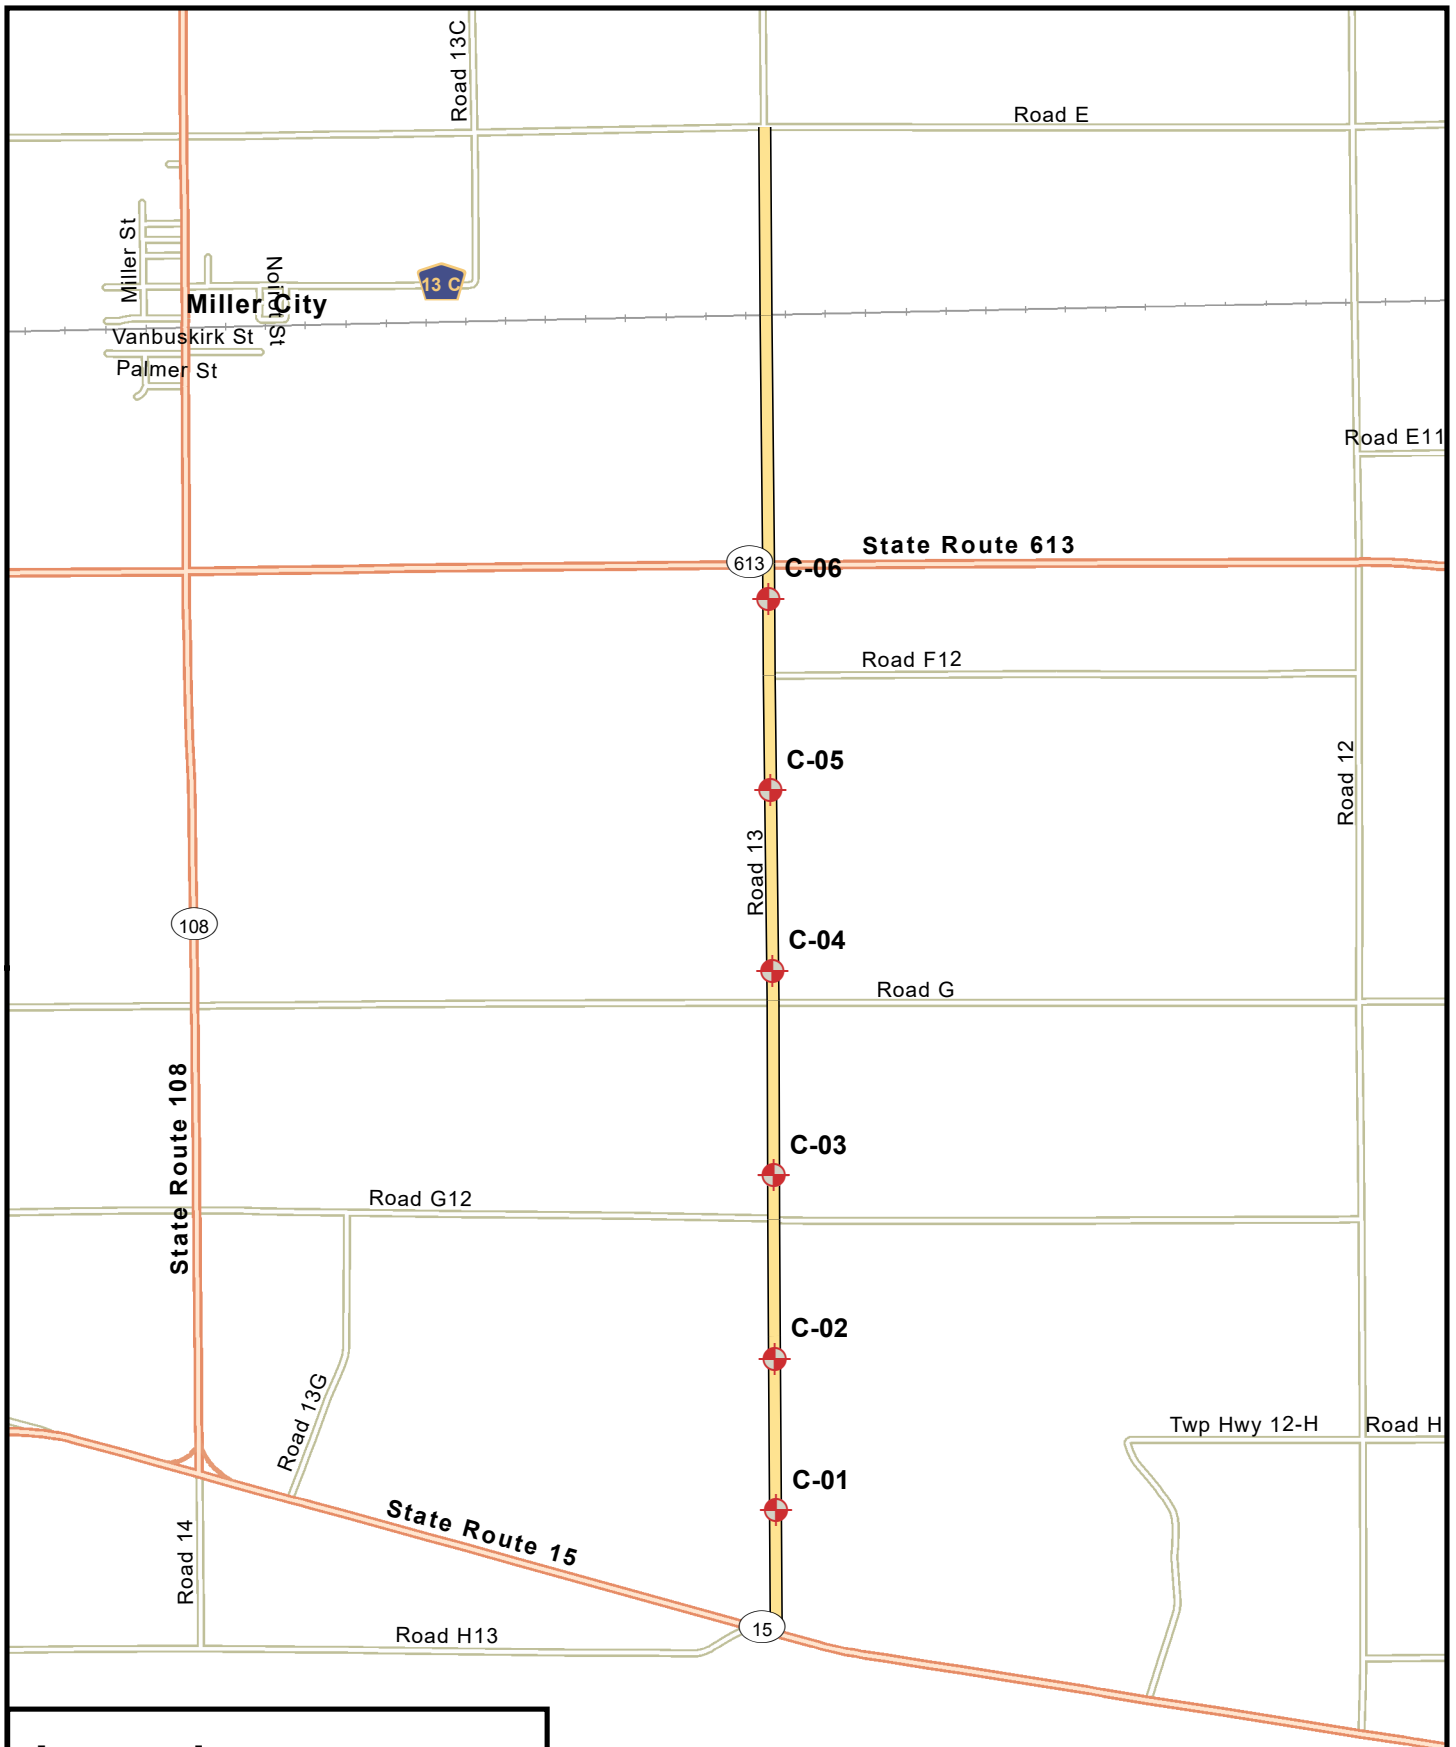 Road 13C
Road E
Miller St
Noirot St
13 C
Miller City
Vanbuskirk St
Palmer St
Road E11
State Route 613
613
C-06
Road F12
C-05
Road 12
Road 13
108
C-04
Road G
State Route 108
C-03
Road G12
C-02
Road 13G
Twp Hwy 12-H
Road H
C-01
State Route 15
Road 14
15
Road H13